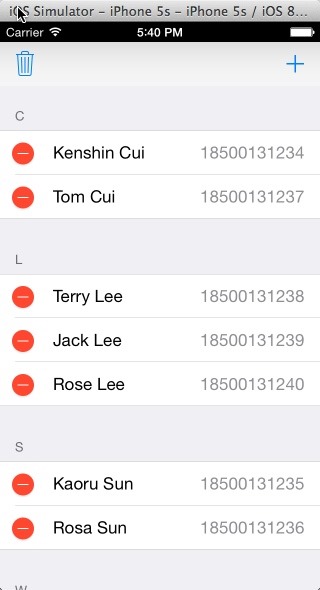 iOS Simulator – iPhone 5s – iPhone 5s / iOS 8...
Carrier 5:40 PM
C
Kenshin Cui 18500131234
Tom Cui 18500131237
L
Terry Lee 18500131238
Jack Lee 18500131239
Rose Lee 18500131240
S
Kaoru Sun 18500131235
Rosa Sun 18500131236
W